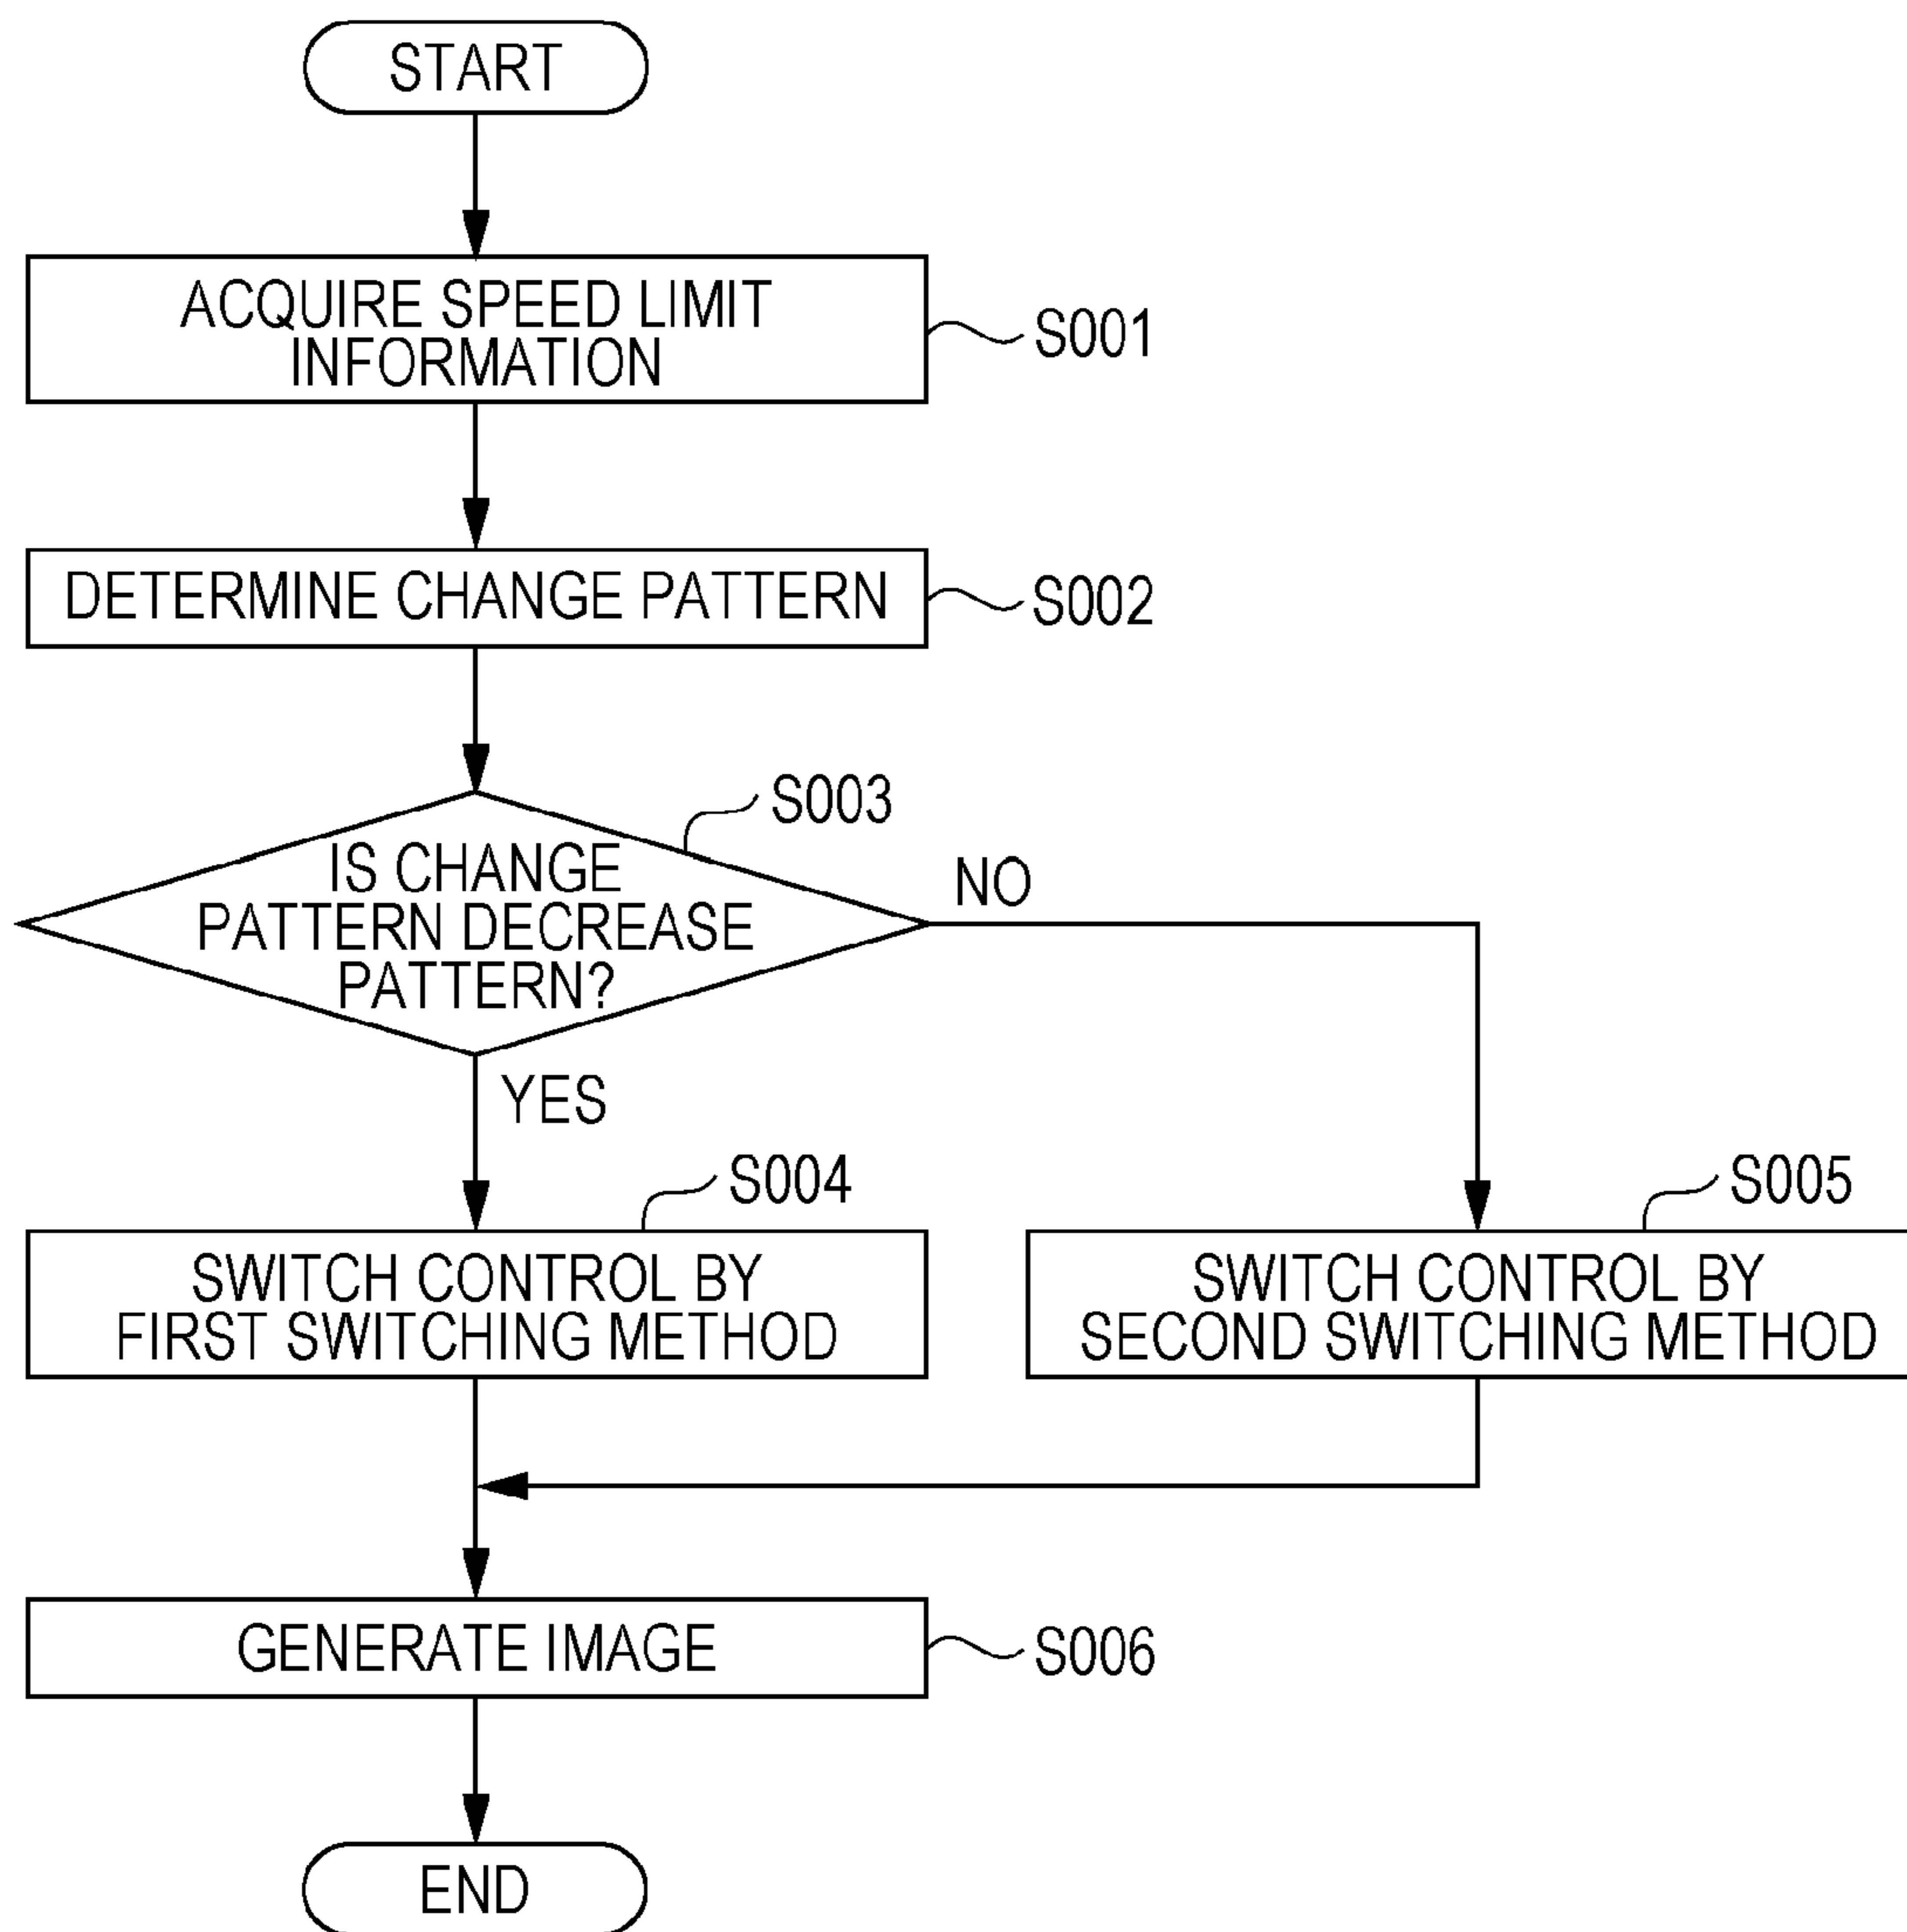 START
ACQUIRE SPEED LIMIT
INFORMATION
S001
DETERMINE CHANGE PATTERN
S002
S003
IS CHANGE
PATTERN DECREASE
PATTERN?
NO
YES
S004
SWITCH CONTROL BY
FIRST SWITCHING METHOD
S005
SWITCH CONTROL BY
SECOND SWITCHING METHOD
GENERATE IMAGE
S006
END